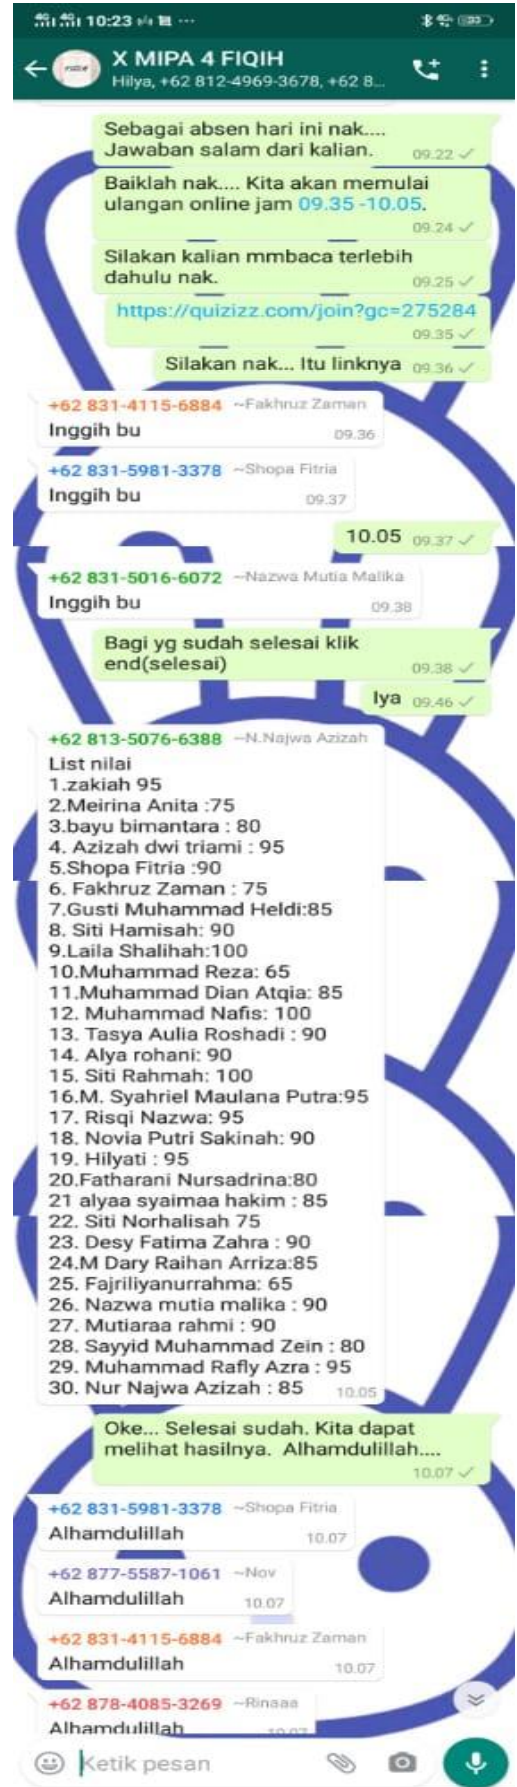 10:23
X MIPA 4 FIQIH
Hilya, +62 812-4969-3678, +62 8...
Sebagai absen hari ini nak....
Jawaban salam dari kalian. 09.22
Baiklah nak.... Kita akan memulai
ulangan online jam 09.35 -10.05.
09.24
Silakan kalian mmbaca terlebih
dahulu nak. 09.25
https://quizizz.com/join?gc=275284
09.35
Silakan nak... Itu linknya 09.36
+62 831-4115-6884 ~Fakhruz Zaman
Inggih bu 09.36
+62 831-5981-3378 ~Shopa Fitria
Inggih bu 09.37
10.05 09.37
+62 831-5016-6072 ~Nazwa Mutia Malika
Inggih bu 09.38
Bagi yg sudah selesai klik
end(selesai) 09.38
Iya 09.46
+62 813-5076-6388 ~N.Najwa Azizah
List nilai
1.zakiah 95
2.Meirina Anita :75
3.bayu bimantara : 80
4. Azizah dwi triami : 95
5.Shopa Fitria :90
6. Fakhruz Zaman : 75
7.Gusti Muhammad Heldi:85
8. Siti Hamisah: 90
9.Laila Shalihah:100
10.Muhammad Reza: 65
11.Muhammad Dian Atqia: 85
12. Muhammad Nafis: 100
13. Tasya Aulia Roshadi : 90
14. Alya rohani: 90
15. Siti Rahmah: 100
16.M. Syahriel Maulana Putra:95
17. Risqi Nazwa: 95
18. Novia Putri Sakinah: 90
19. Hilyati : 95
20.Fatharani Nursadrina:80
21 alyaa syaimaa hakim : 85
22. Siti Norhalisah 75
23. Desy Fatima Zahra : 90
24.M Dary Raihan Arriza:85
25. Fajriliyanurrahma: 65
26. Nazwa mutia malika : 90
27. Mutiaraa rahmi : 90
28. Sayyid Muhammad Zein : 80
29. Muhammad Rafly Azra : 95
30. Nur Najwa Azizah : 85 10.05
Oke... Selesai sudah. Kita dapat
melihat hasilnya. Alhamdulillah....
10.07
+62 831-5981-3378 ~Shopa Fitria
Alhamdulillah 10.07
+62 877-5587-1061 ~Nov
Alhamdulillah 10.07
+62 831-4115-6884 ~Fakhruz Zaman
Alhamdulillah 10.07
+62 878-4085-3269 ~Rinaaa
Alhamdulillah 10.07
Ketik pesan